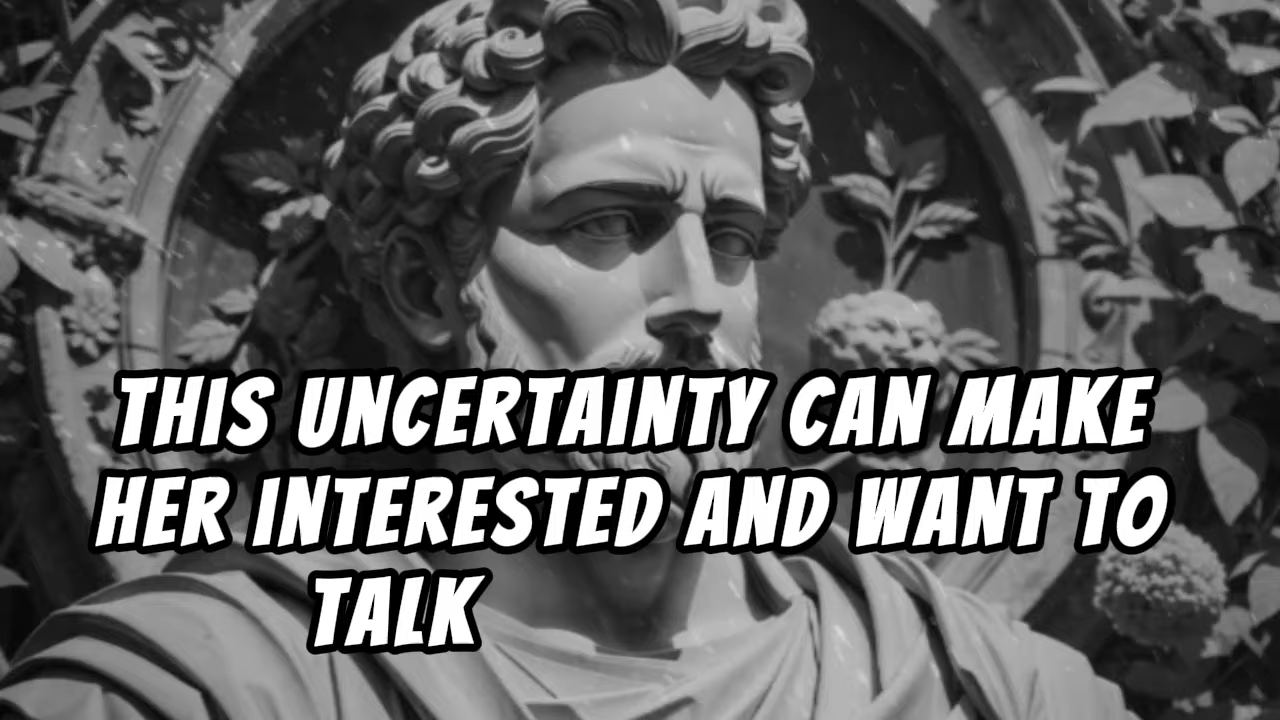 THIS UNCERTAINTY CAN MAKE
HER INTERESTED AND WANT TO
TALK